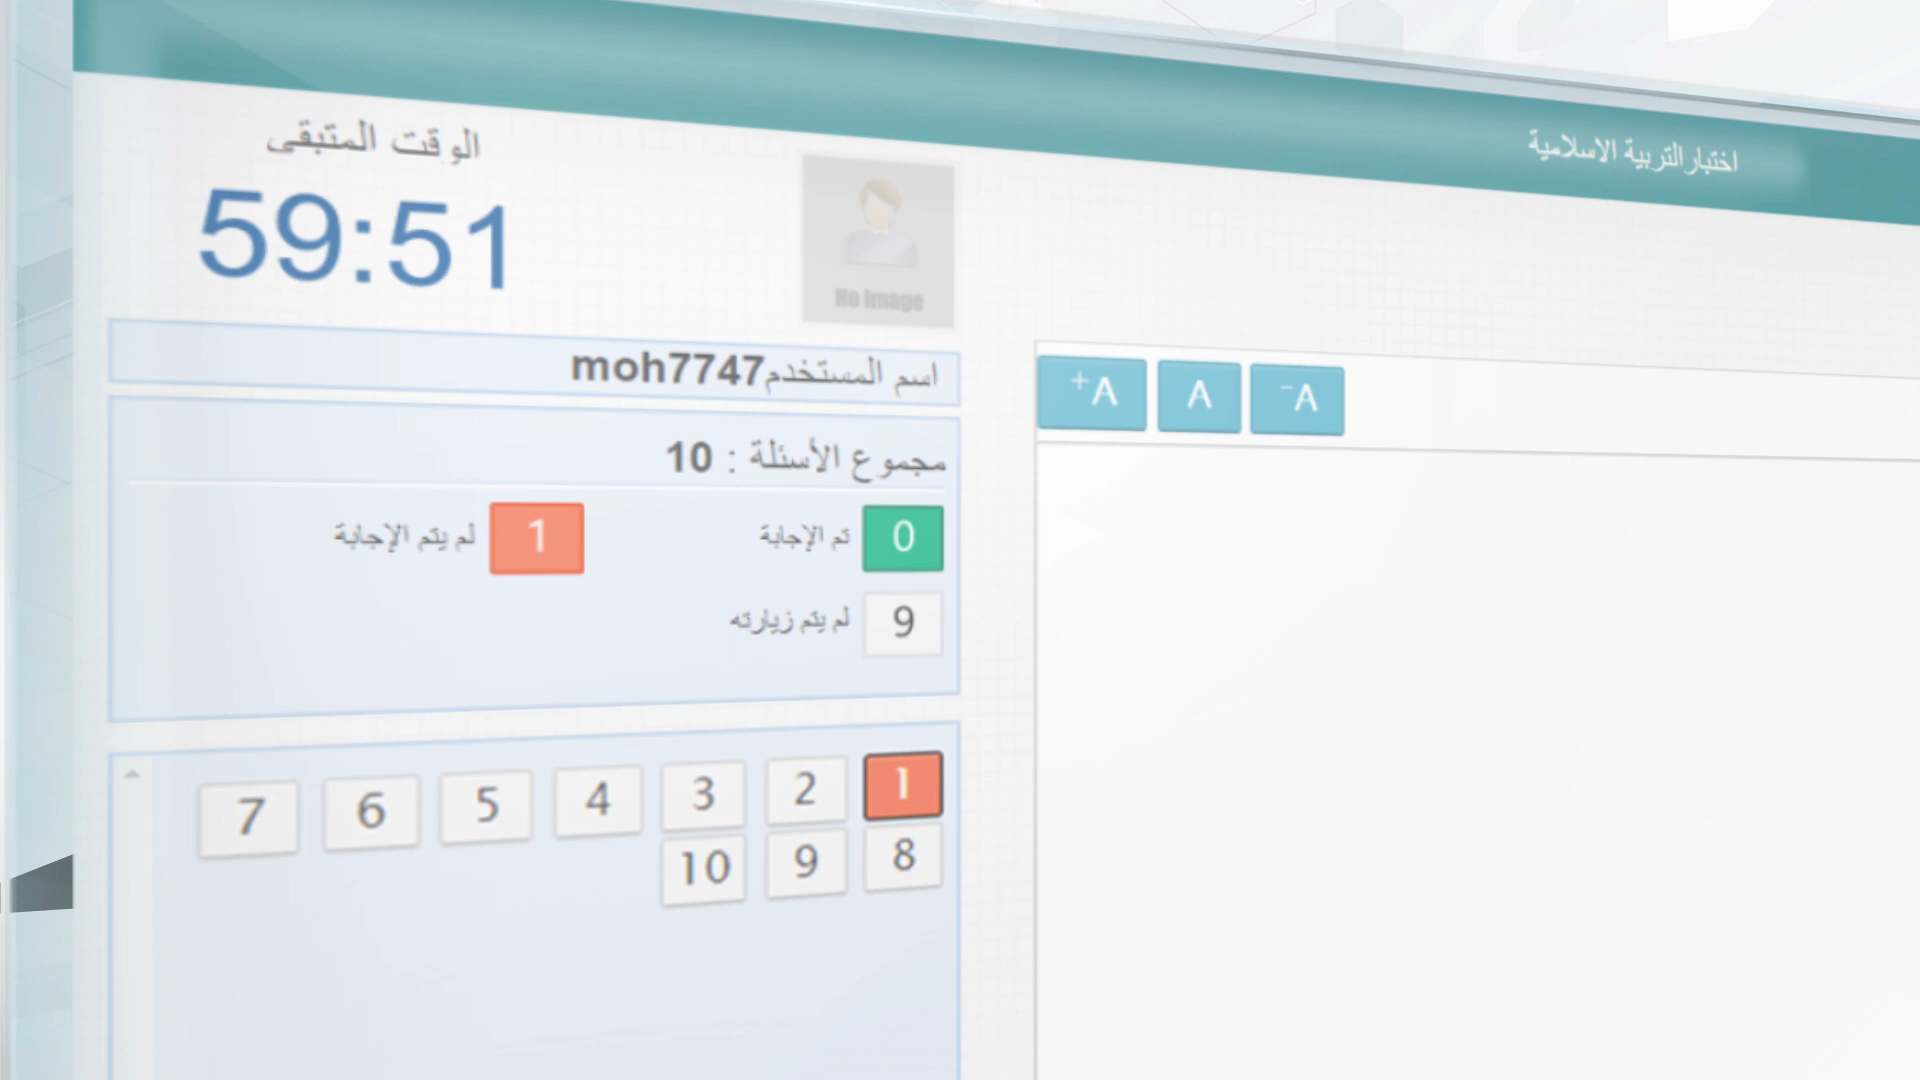 اختبار التربية الاسلامية
الوقت المتبقى
59:51
No Image
اسم المستخدم moh7747
مجموع الأسئلة : 10
0 تم الإجابة 1 لم يتم الإجابة
9 لم يتم زيارته
1 2 3 4 5 6 7
8 9 10
A+ A A-